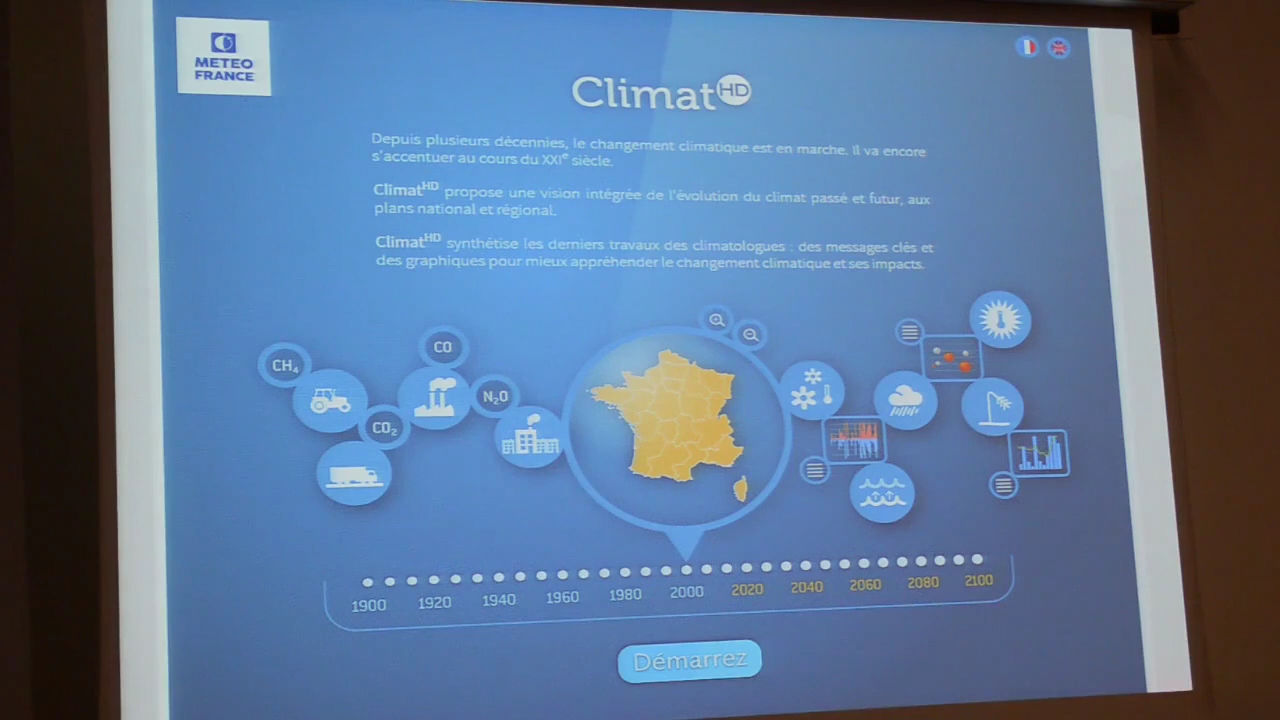 METEO
FRANCE
Climat HD
Depuis plusieurs décennies, le changement climatique est en marche. Il va encore
s'accentuer au cours du XXIe siècle.
ClimatHD propose une vision intégrée de l'évolution du climat passé et futur, aux
plans national et régional.
ClimatHD synthétise les derniers travaux des climatologues : des messages clés et
des graphiques pour mieux appréhender le changement climatique et ses impacts.
CH4
CO
CO2
N2O
1900 1920 1940 1960 1980 2000 2020 2040 2060 2080 2100
Démarrez